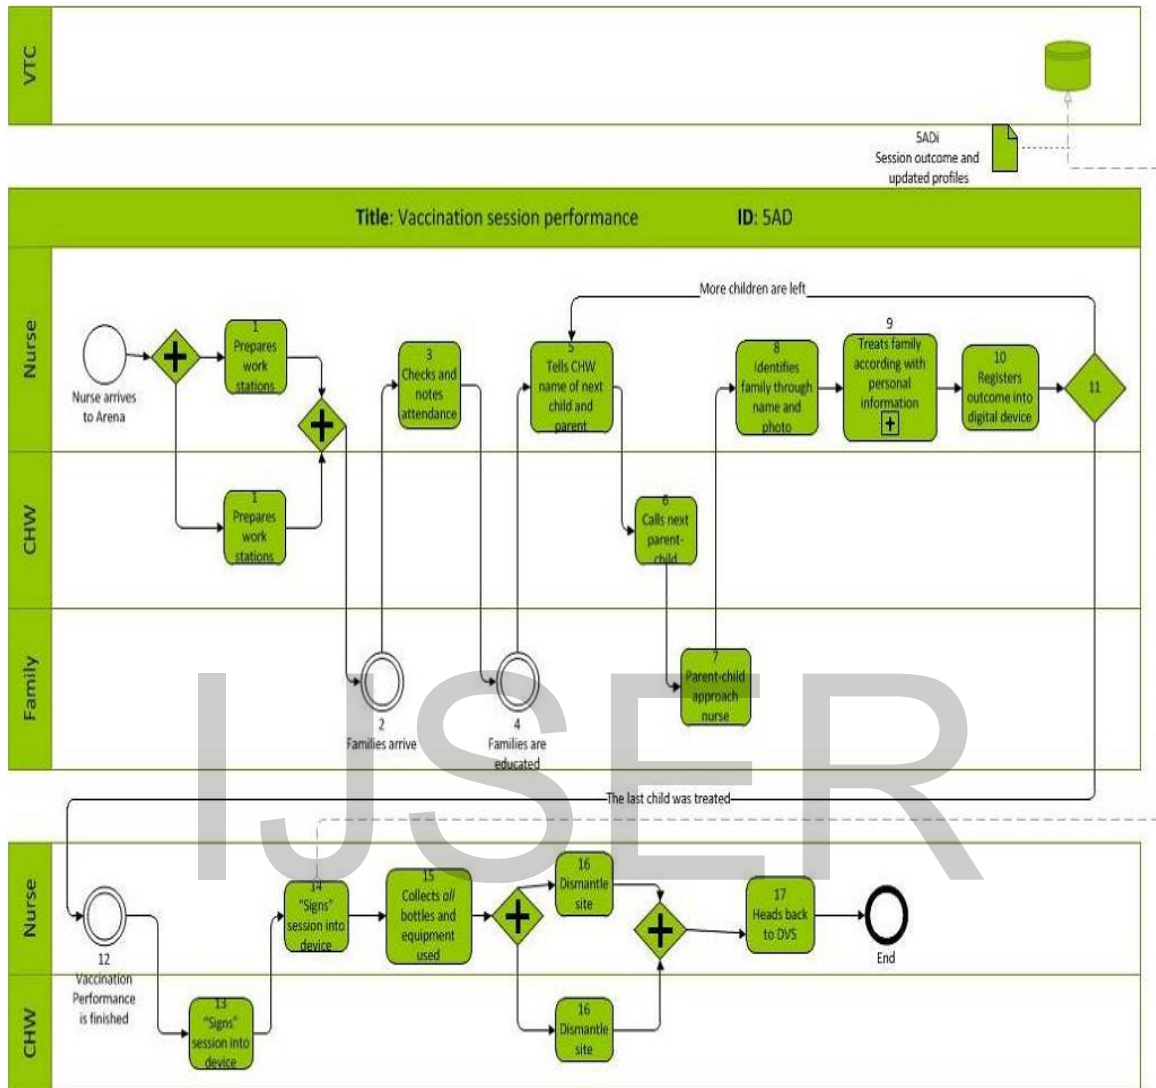 VTC
5ADi
Session outcome and
updated profiles
Title: Vaccination session performance ID: 5AD
Nurse
CHW
Family
Nurse arrives
to Arena
1
Prepares
work
stations
1
Prepares
work
stations
2
Families arrive
3
Checks and
notes
attendance
4
Families are
educated
More children are left
5
Tells CHW
name of next
child and
parent
6
Calls next
parent-
child
7
Parent-child
approach
nurse
8
Identifies
family through
name and
photo
9
Treats family
according with
personal
information
10
Registers
outcome into
digital device
11
The last child was treated
IJSER
Nurse
CHW
12
Vaccination
Performance
is finished
13
"Signs"
session into
device
14
"Signs"
session into
device
15
Collects all
bottles and
equipment
used
16
Dismantle
site
16
Dismantle
site
17
Heads back
to DVS
End